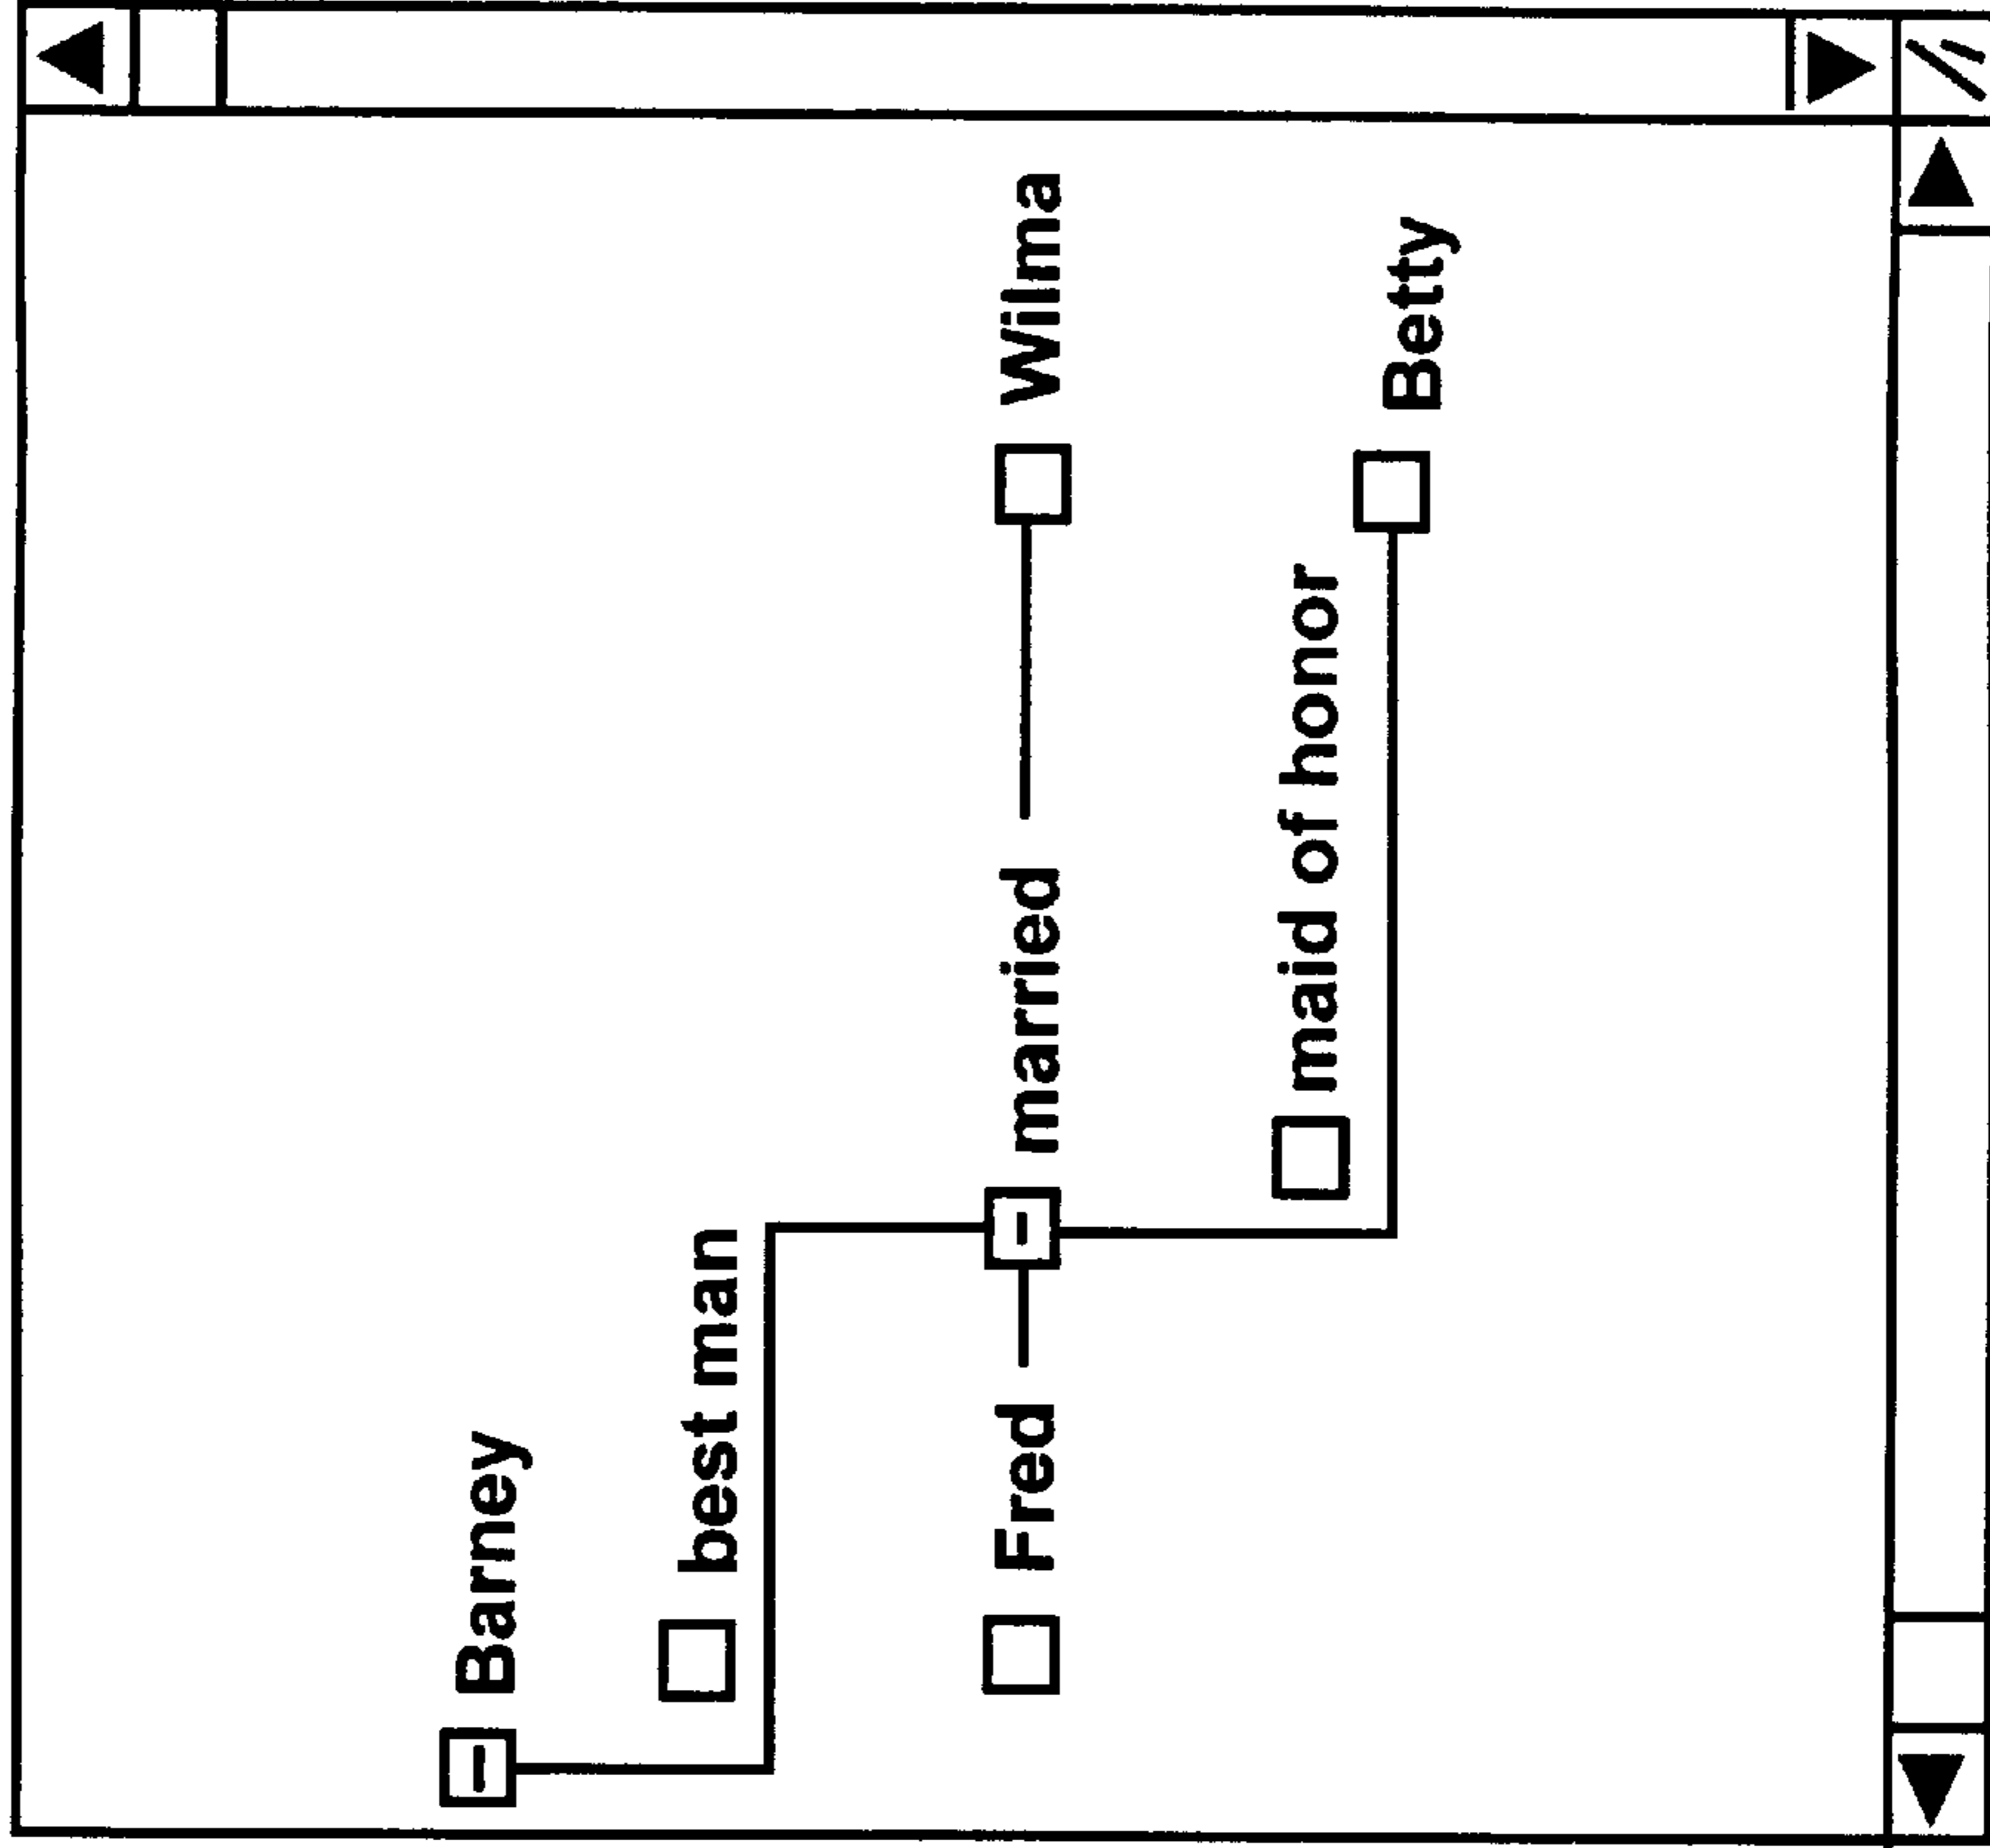 Barney
best man
Fred married Wilma
maid of honor
Betty